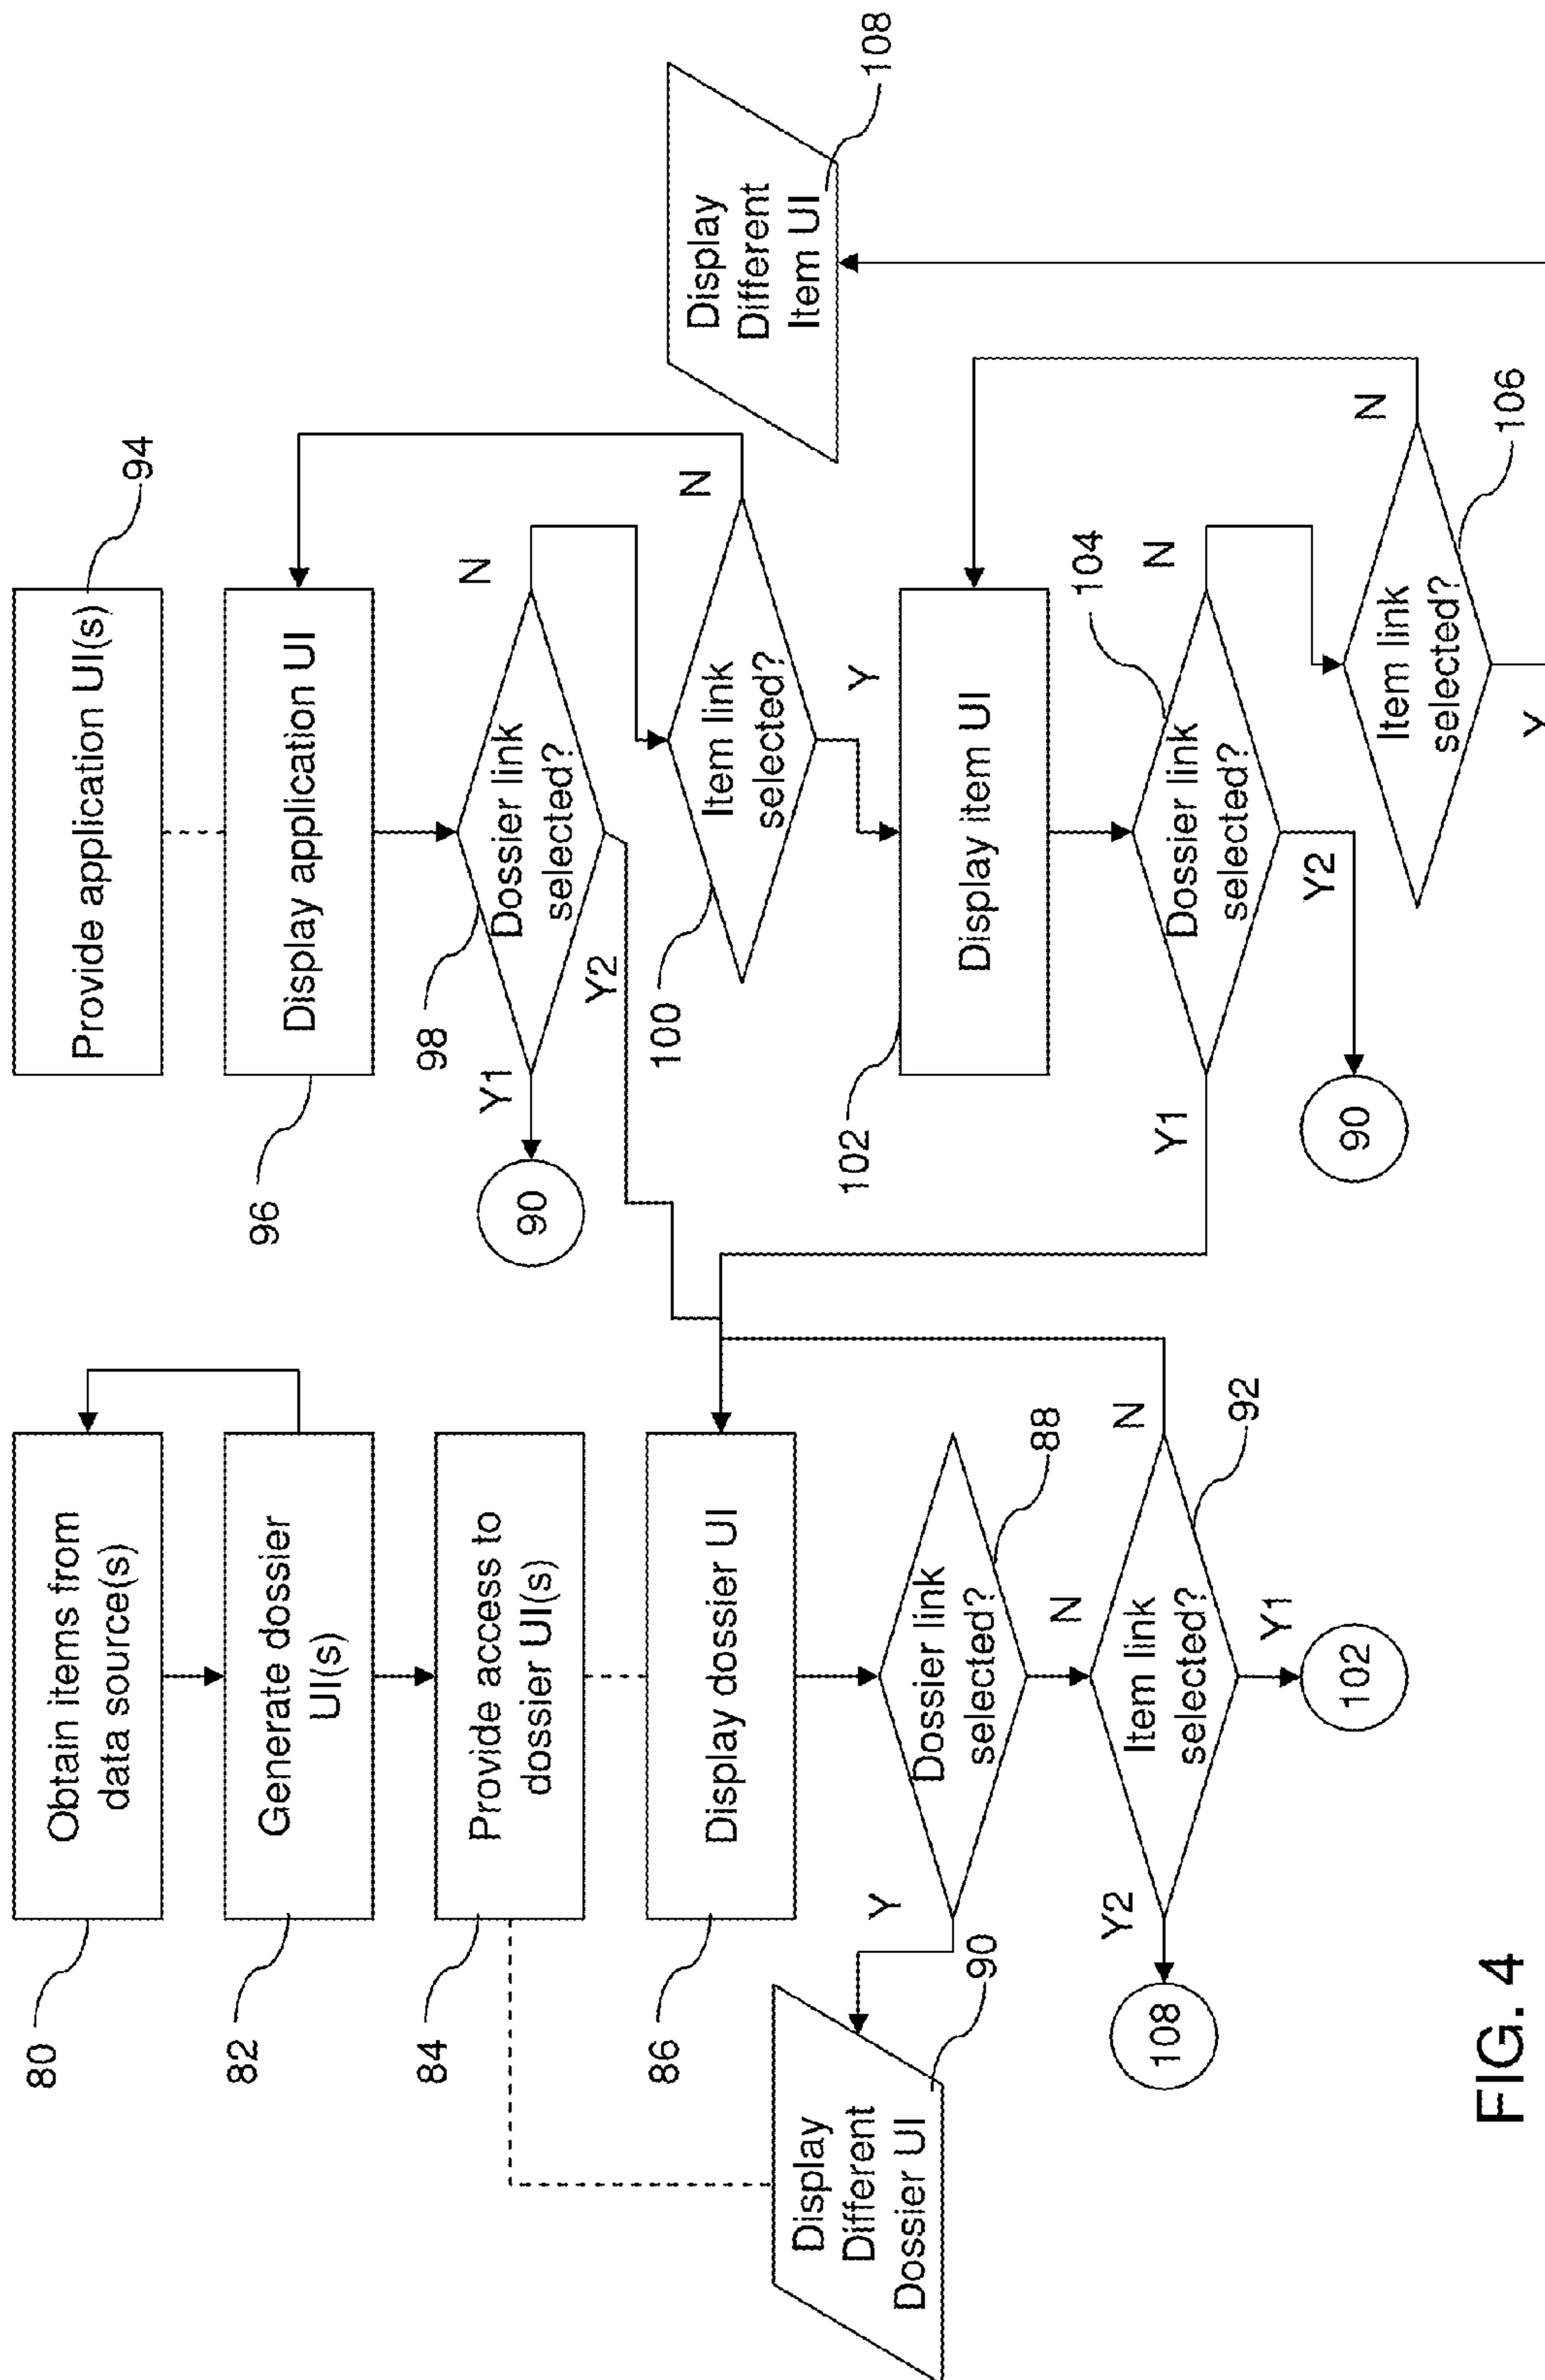 80
Obtain items from
data source(s)
82
Generate dossier
UI(s)
84
Provide access to
dossier UI(s)
86
Display dossier UI
Dossier link
selected?
88
Y
N
90
Display
Different
Dossier UI
Item link
selected?
92
N
Y2
Y1
108
102
Provide application UI(s)
94
Display application UI
96
98
Dossier link
selected?
N
Y1
Y2
90
100
Item link
selected?
N
Y
Display
Different
Item UI
108
102
Display item UI
104
Dossier link
selected?
N
Y1
Y2
90
Item link
selected?
N
106
Y
FIG. 4